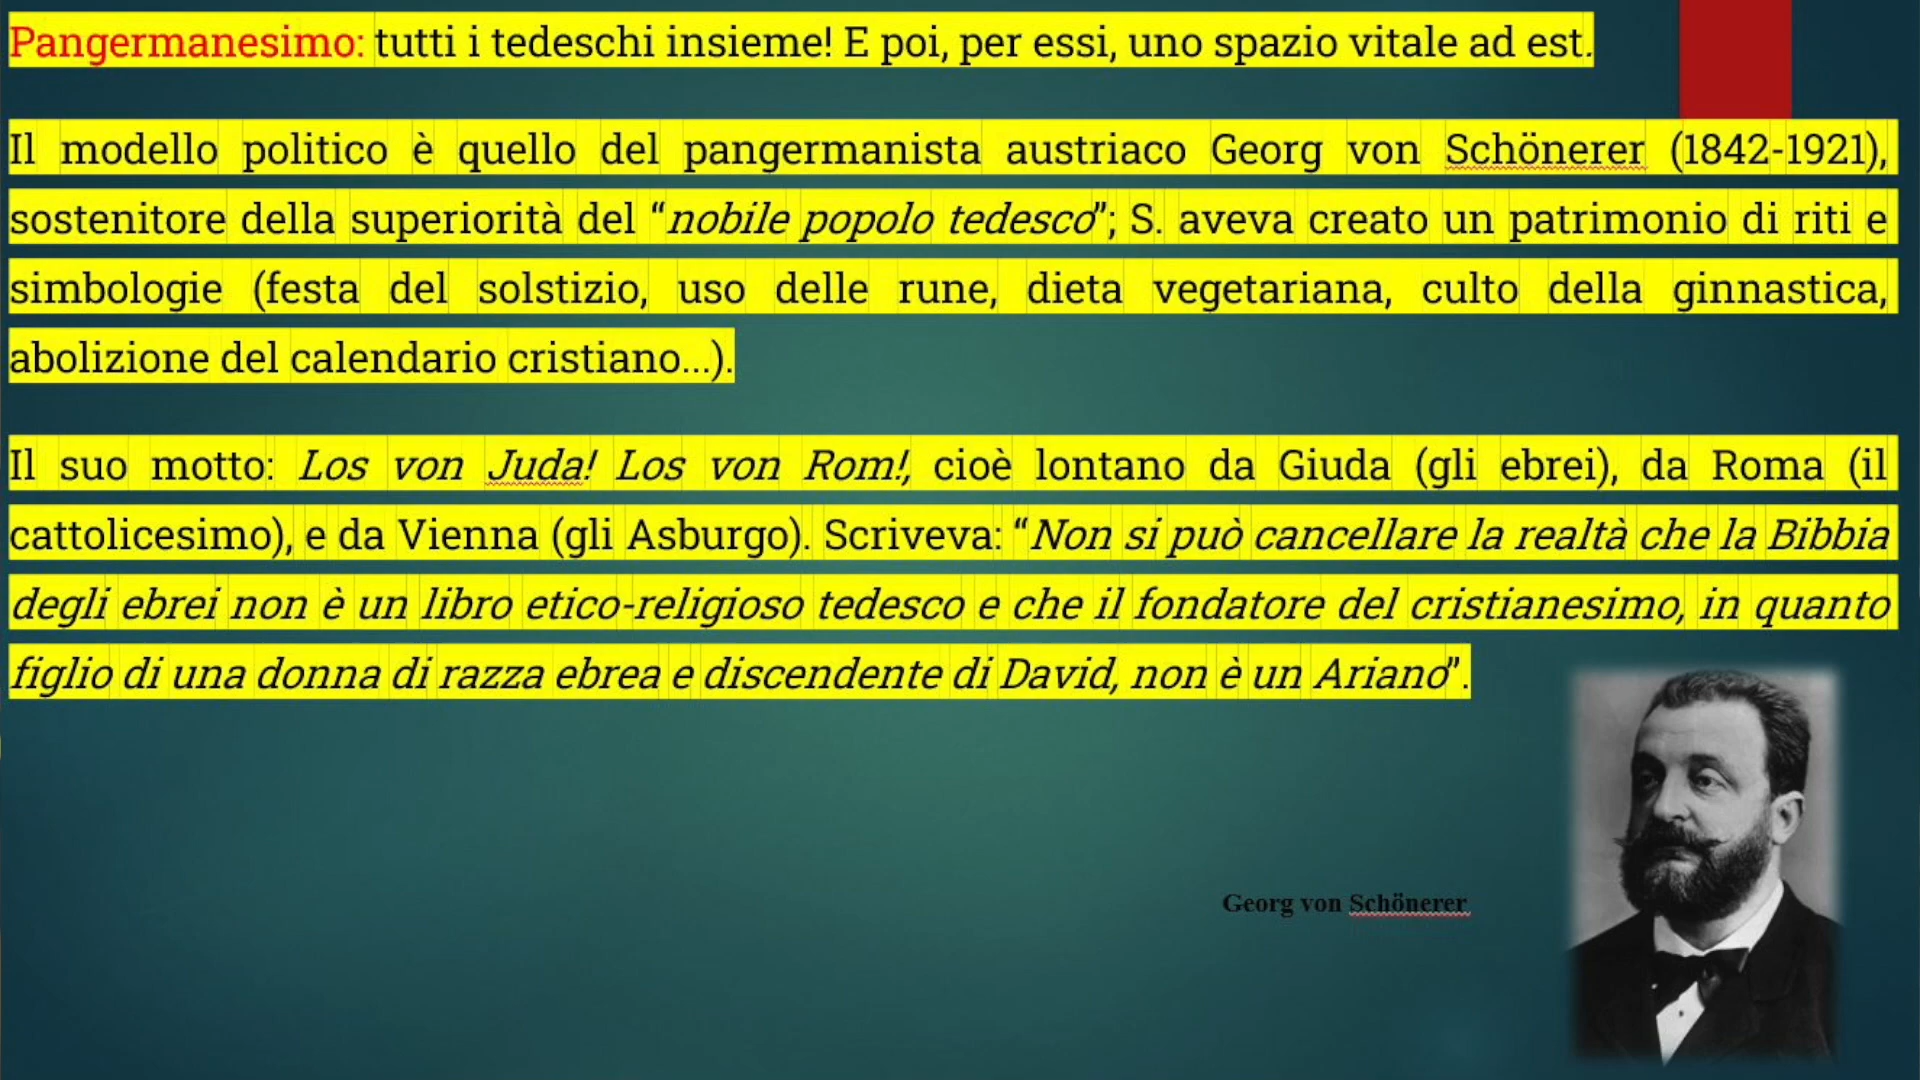 Pangermanesimo: tutti i tedeschi insieme! E poi, per essi, uno spazio vitale ad est.
Il modello politico è quello del pangermanista austriaco Georg von Schönerer (1842-1921),
sostenitore della superiorità del “nobile popolo tedesco”; S. aveva creato un patrimonio di riti e
simbologie (festa del solstizio, uso delle rune, dieta vegetariana, culto della ginnastica,
abolizione del calendario cristiano...).
Il suo motto: Los von Juda! Los von Rom!, cioè lontano da Giuda (gli ebrei), da Roma (il
cattolicesimo), e da Vienna (gli Asburgo). Scriveva: “Non si può cancellare la realtà che la Bibbia
degli ebrei non è un libro etico-religioso tedesco e che il fondatore del cristianesimo, in quanto
figlio di una donna di razza ebrea e discendente di David, non è un Ariano”.
Georg von Schönerer